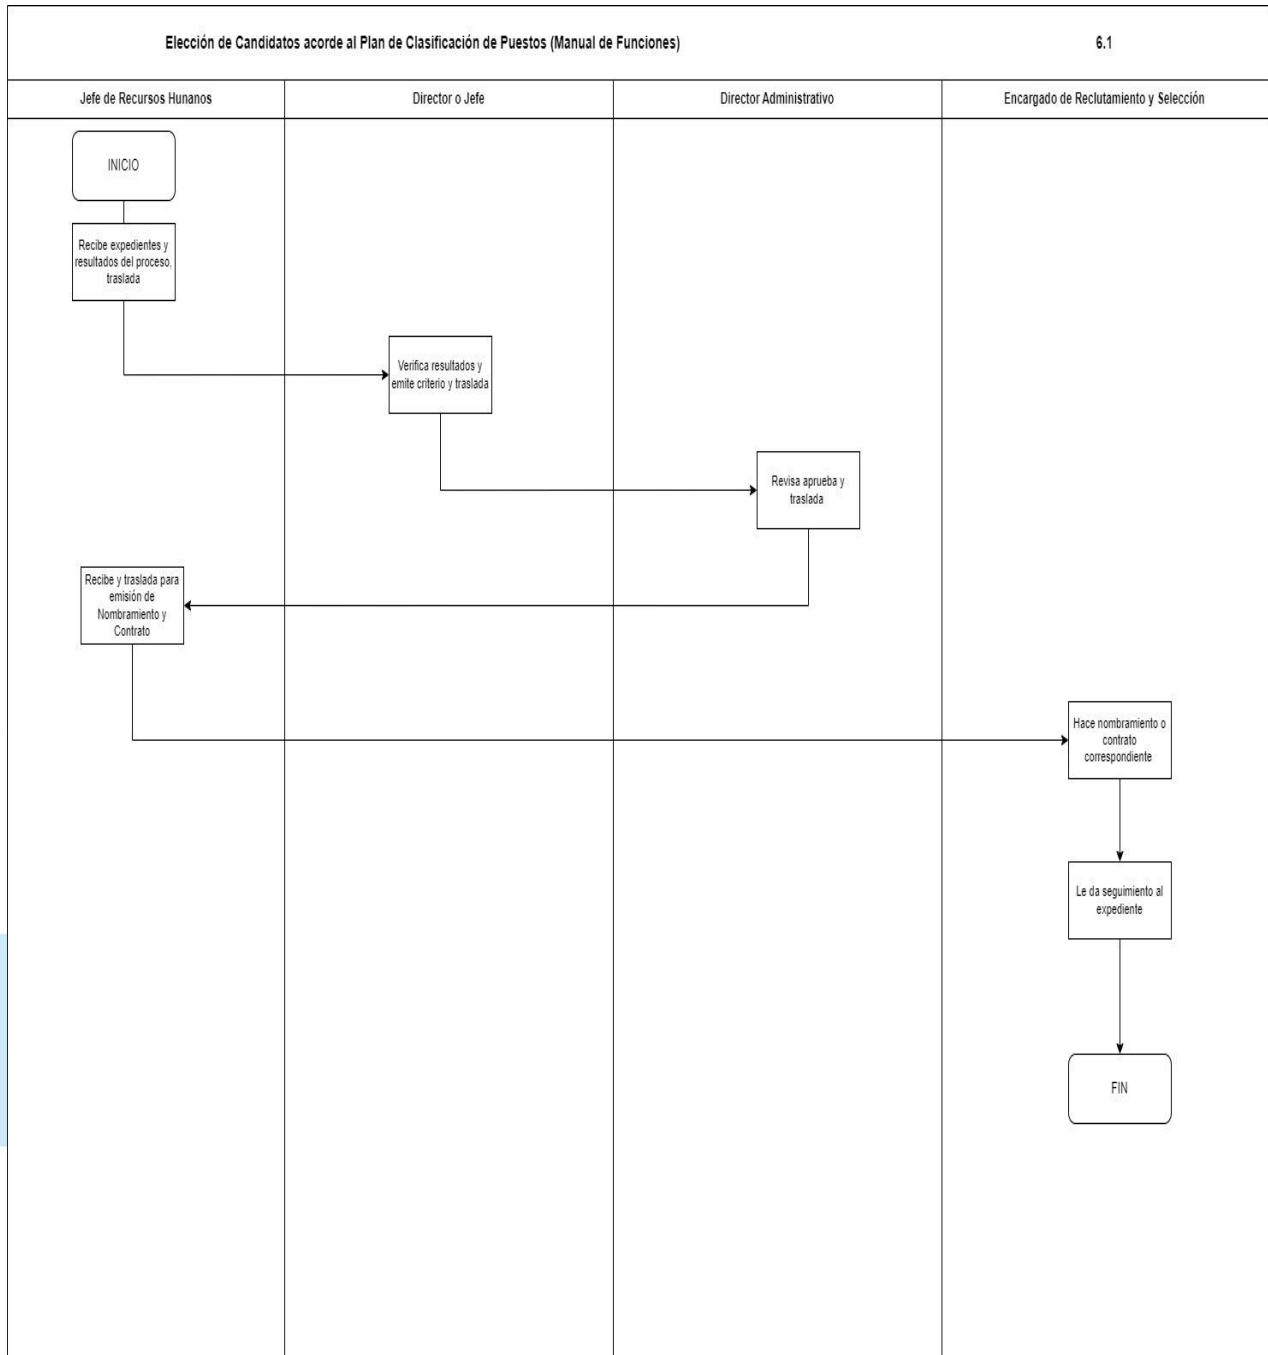 Elección de Candidatos acorde al Plan de Clasificación de Puestos (Manual de Funciones)
6.1
Jefe de Recursos Hunanos
Director o Jefe
Director Administrativo
Encargado de Reclutamiento y Selección
INICIO
Recibe expedientes y
resultados del proceso,
traslada
Verifica resultados y
emite criterio y traslada
Revisa aprueba y
traslada
Recibe y traslada para
emisión de
Nombramiento y
Contrato
Hace nombramiento o
contrato
correspondiente
Le da seguimiento al
expediente
FIN